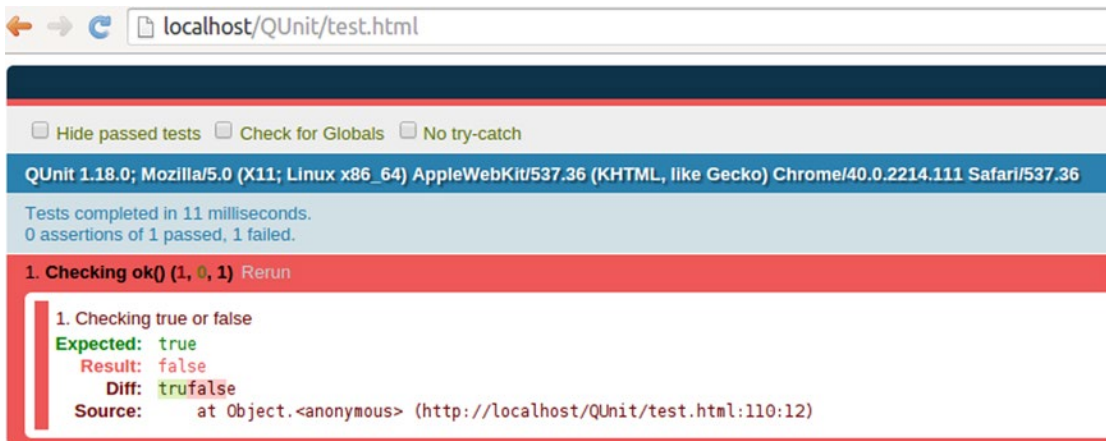 localhost/QUnit/test.html
Hide passed tests Check for Globals No try-catch
QUnit 1.18.0; Mozilla/5.0 (X11; Linux x86_64) AppleWebKit/537.36 (KHTML, like Gecko) Chrome/40.0.2214.111 Safari/537.36
Tests completed in 11 milliseconds.
0 assertions of 1 passed, 1 failed.
1. Checking ok() (1, 0, 1) Rerun
1. Checking true or false
Expected: true
Result: false
Diff: trufalse
Source: at Object.<anonymous> (http://localhost/QUnit/test.html:110:12)